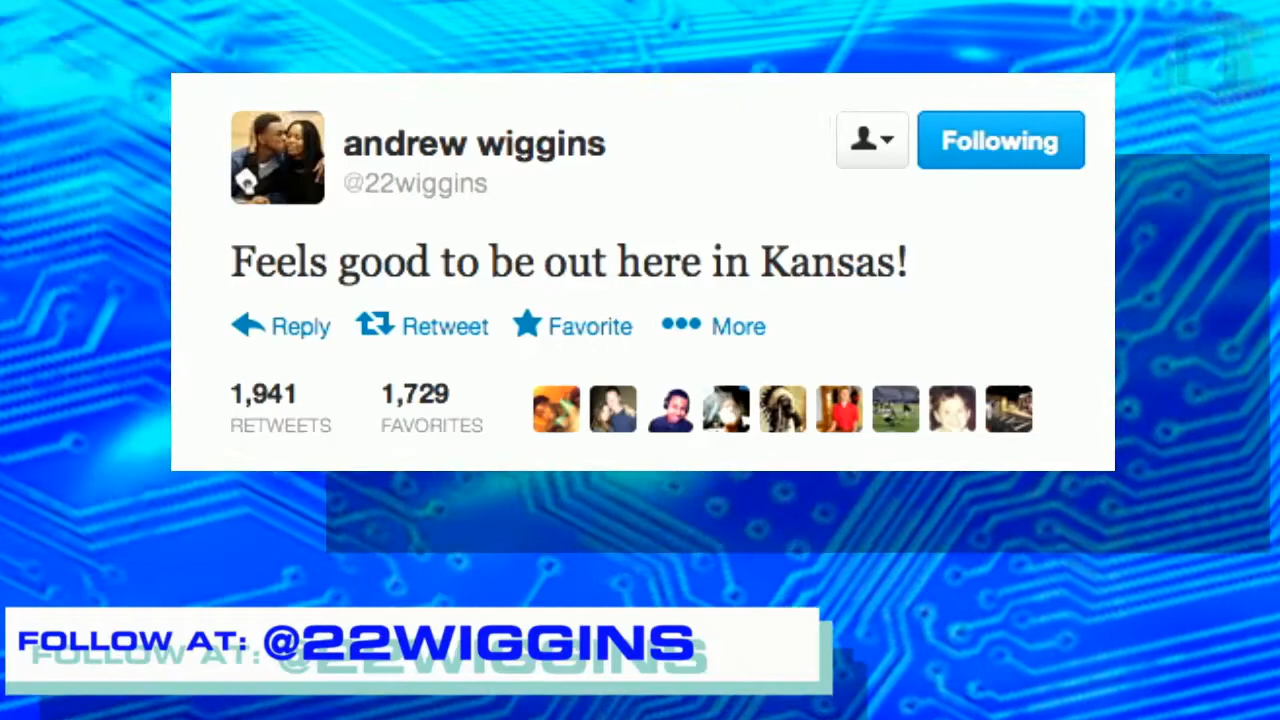 andrew wiggins
@22wiggins
Following
Feels good to be out here in Kansas!
Reply Retweet Favorite More
1,941 1,729
RETWEETS FAVORITES
FOLLOW AT: @22WIGGINS